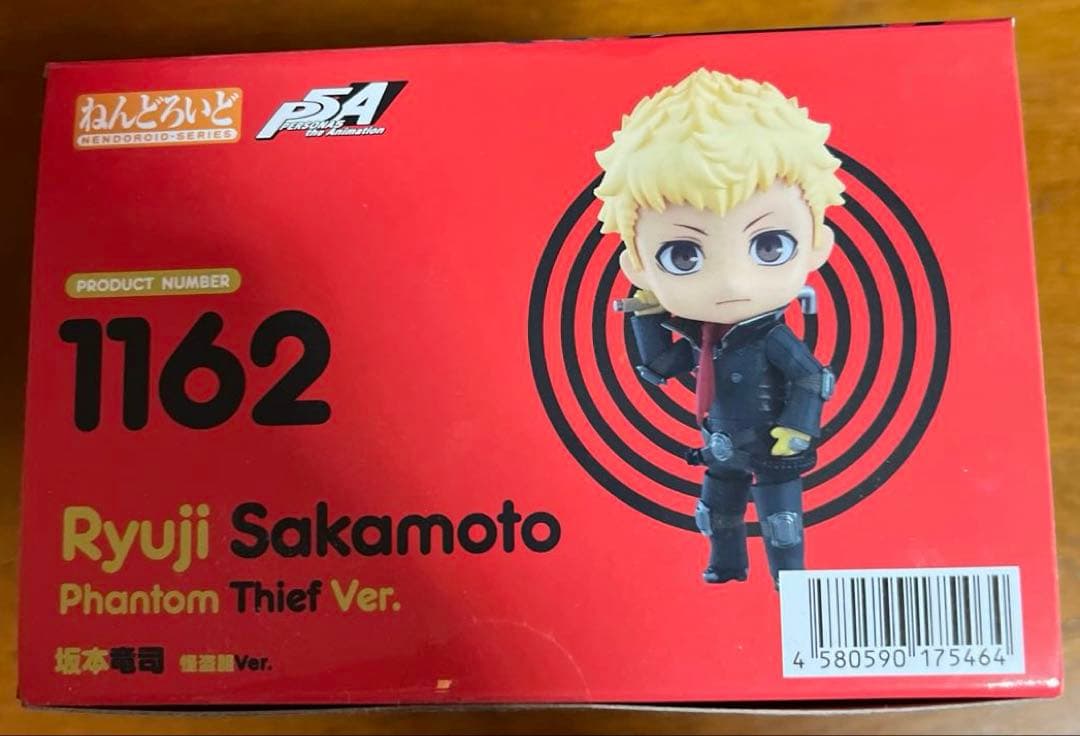 ねんどろいど
NENDOROID-SERIES
P5A
PERSONA5
the Animation
PRODUCT NUMBER
1162
Ryuji Sakamoto
Phantom Thief Ver.
坂本竜司 怪盗服Ver.
4 580590 175464